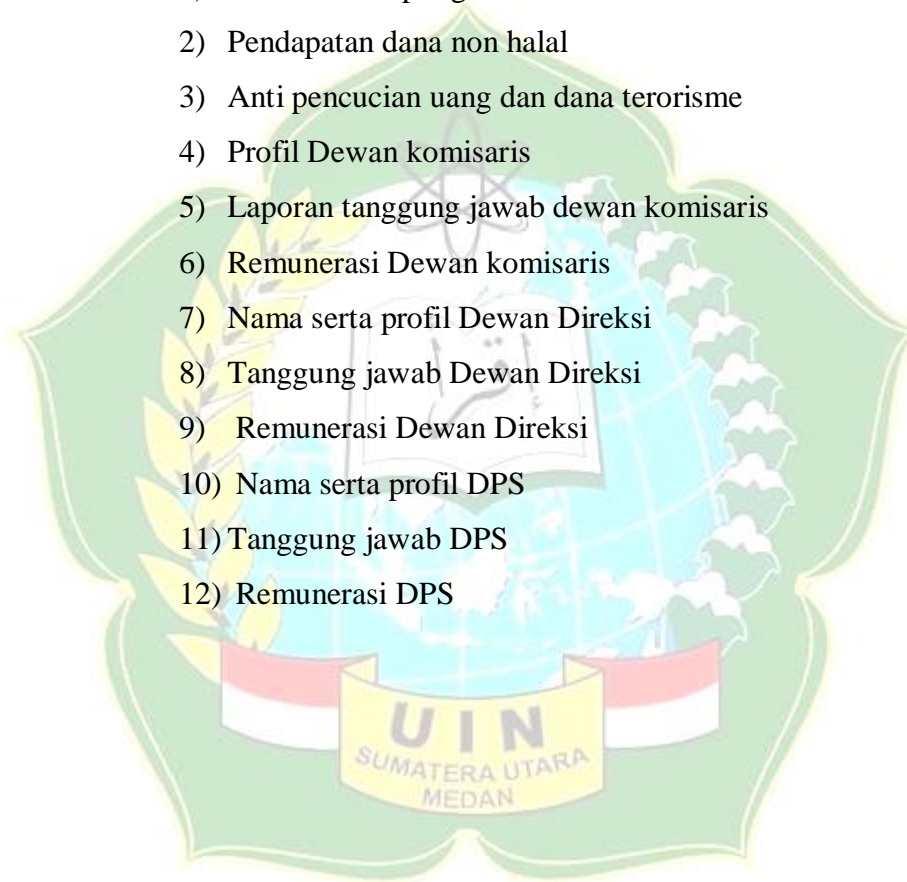 2) Pendapatan dana non halal
3) Anti pencucian uang dan dana terorisme
4) Profil Dewan komisaris
5) Laporan tanggung jawab dewan komisaris
6) Remunerasi Dewan komisaris
7) Nama serta profil Dewan Direksi
8) Tanggung jawab Dewan Direksi
9) Remunerasi Dewan Direksi
10) Nama serta profil DPS
11) Tanggung jawab DPS
12) Remunerasi DPS
UIN
SUMATERA UTARA
MEDAN